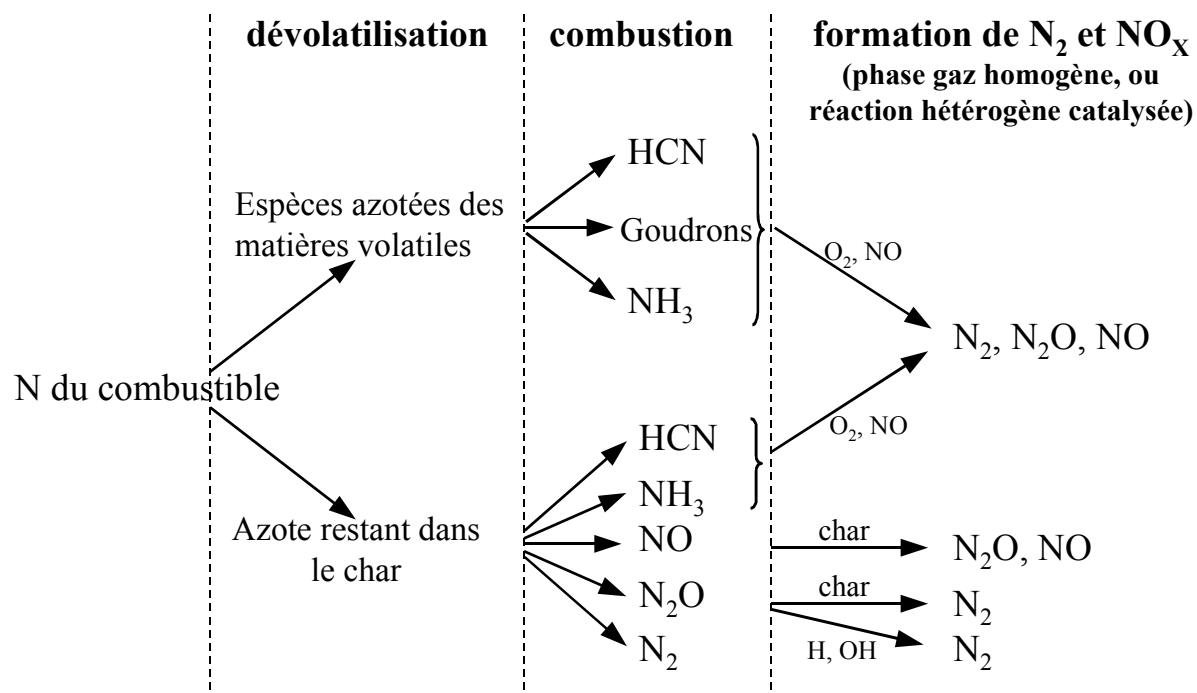 dévolatilisation
combustion
formation de N₂ et NOₓ
(phase gaz homogène, ou
réaction hétérogène catalysée)
HCN
Espèces azotées des
matières volatiles
Goudrons
O₂, NO
NH₃
N₂, N₂O, NO
N du combustible
O₂, NO
HCN
NH₃
Azote restant dans
le char
NO
char
N₂O, NO
N₂O
char
N₂
N₂
H, OH
N₂